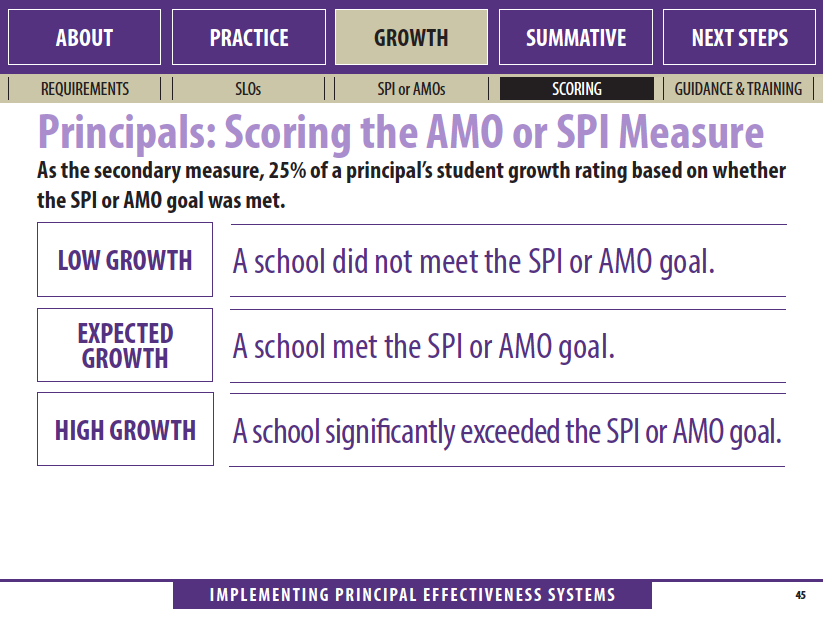 ABOUT
PRACTICE
GROWTH
SUMMATIVE
NEXT STEPS
REQUIREMENTS
SLOs
SPI or AMOs
SCORING
GUIDANCE & TRAINING
Principals: Scoring the AMO or SPI Measure
As the secondary measure, 25% of a principal's student growth rating based on whether
the SPI or AMO goal was met.
LOW GROWTH
A school did not meet the SPI or AMO goal.
EXPECTED
GROWTH
A school met the SPI or AMO goal.
HIGH GROWTH
A school significantly exceeded the SPI or AMO goal.
IMPLEMENTING PRINCIPAL EFFECTIVENESS SYSTEMS
45